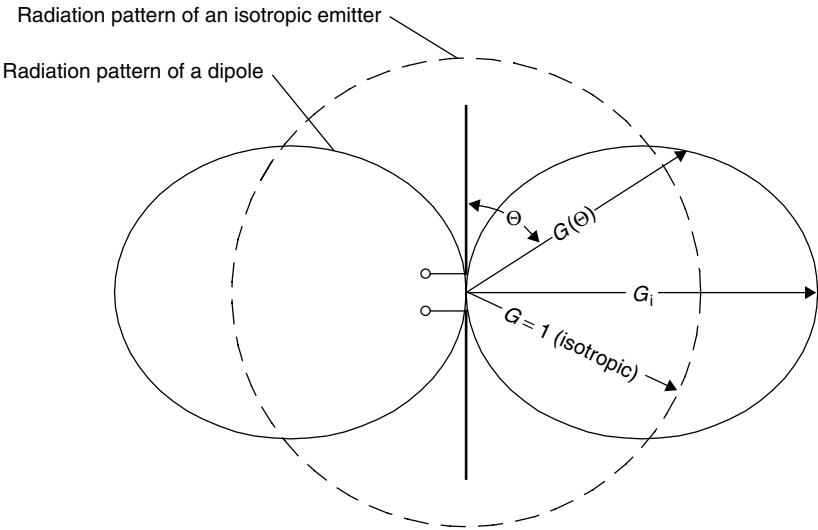 Radiation pattern of an isotropic emitter
Radiation pattern of a dipole
Θ
G(Θ)
Gi
G = 1 (isotropic)